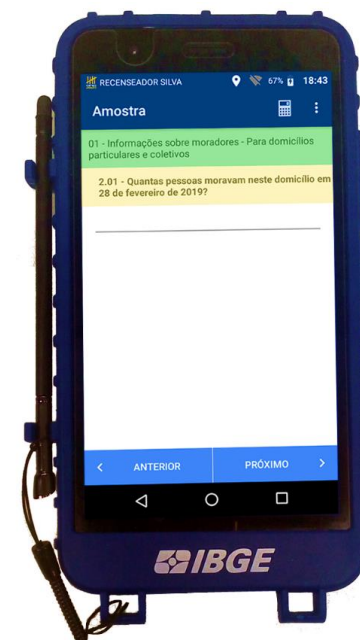 RECENSEADOR SILVA 67% 18:43
Amostra
01 - Informações sobre moradores - Para domicílios
particulares e coletivos
2.01 - Quantas pessoas moravam neste domicílio em
28 de fevereiro de 2019?
ANTERIOR PRÓXIMO
IBGE